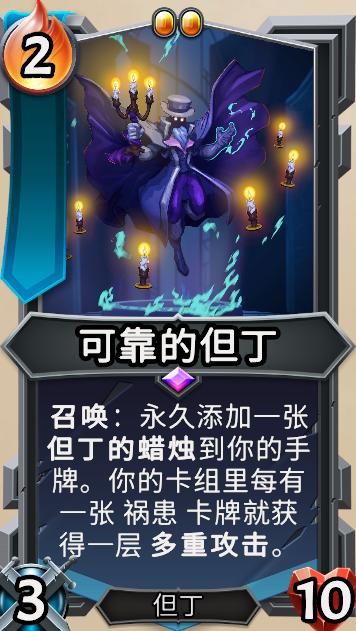 2
可靠的但丁
召唤：永久添加一张
但丁的蜡烛到你的手
牌。你的卡组里每有
一张 祸患 卡牌就获
得一层 多重攻击。
3
但丁
10